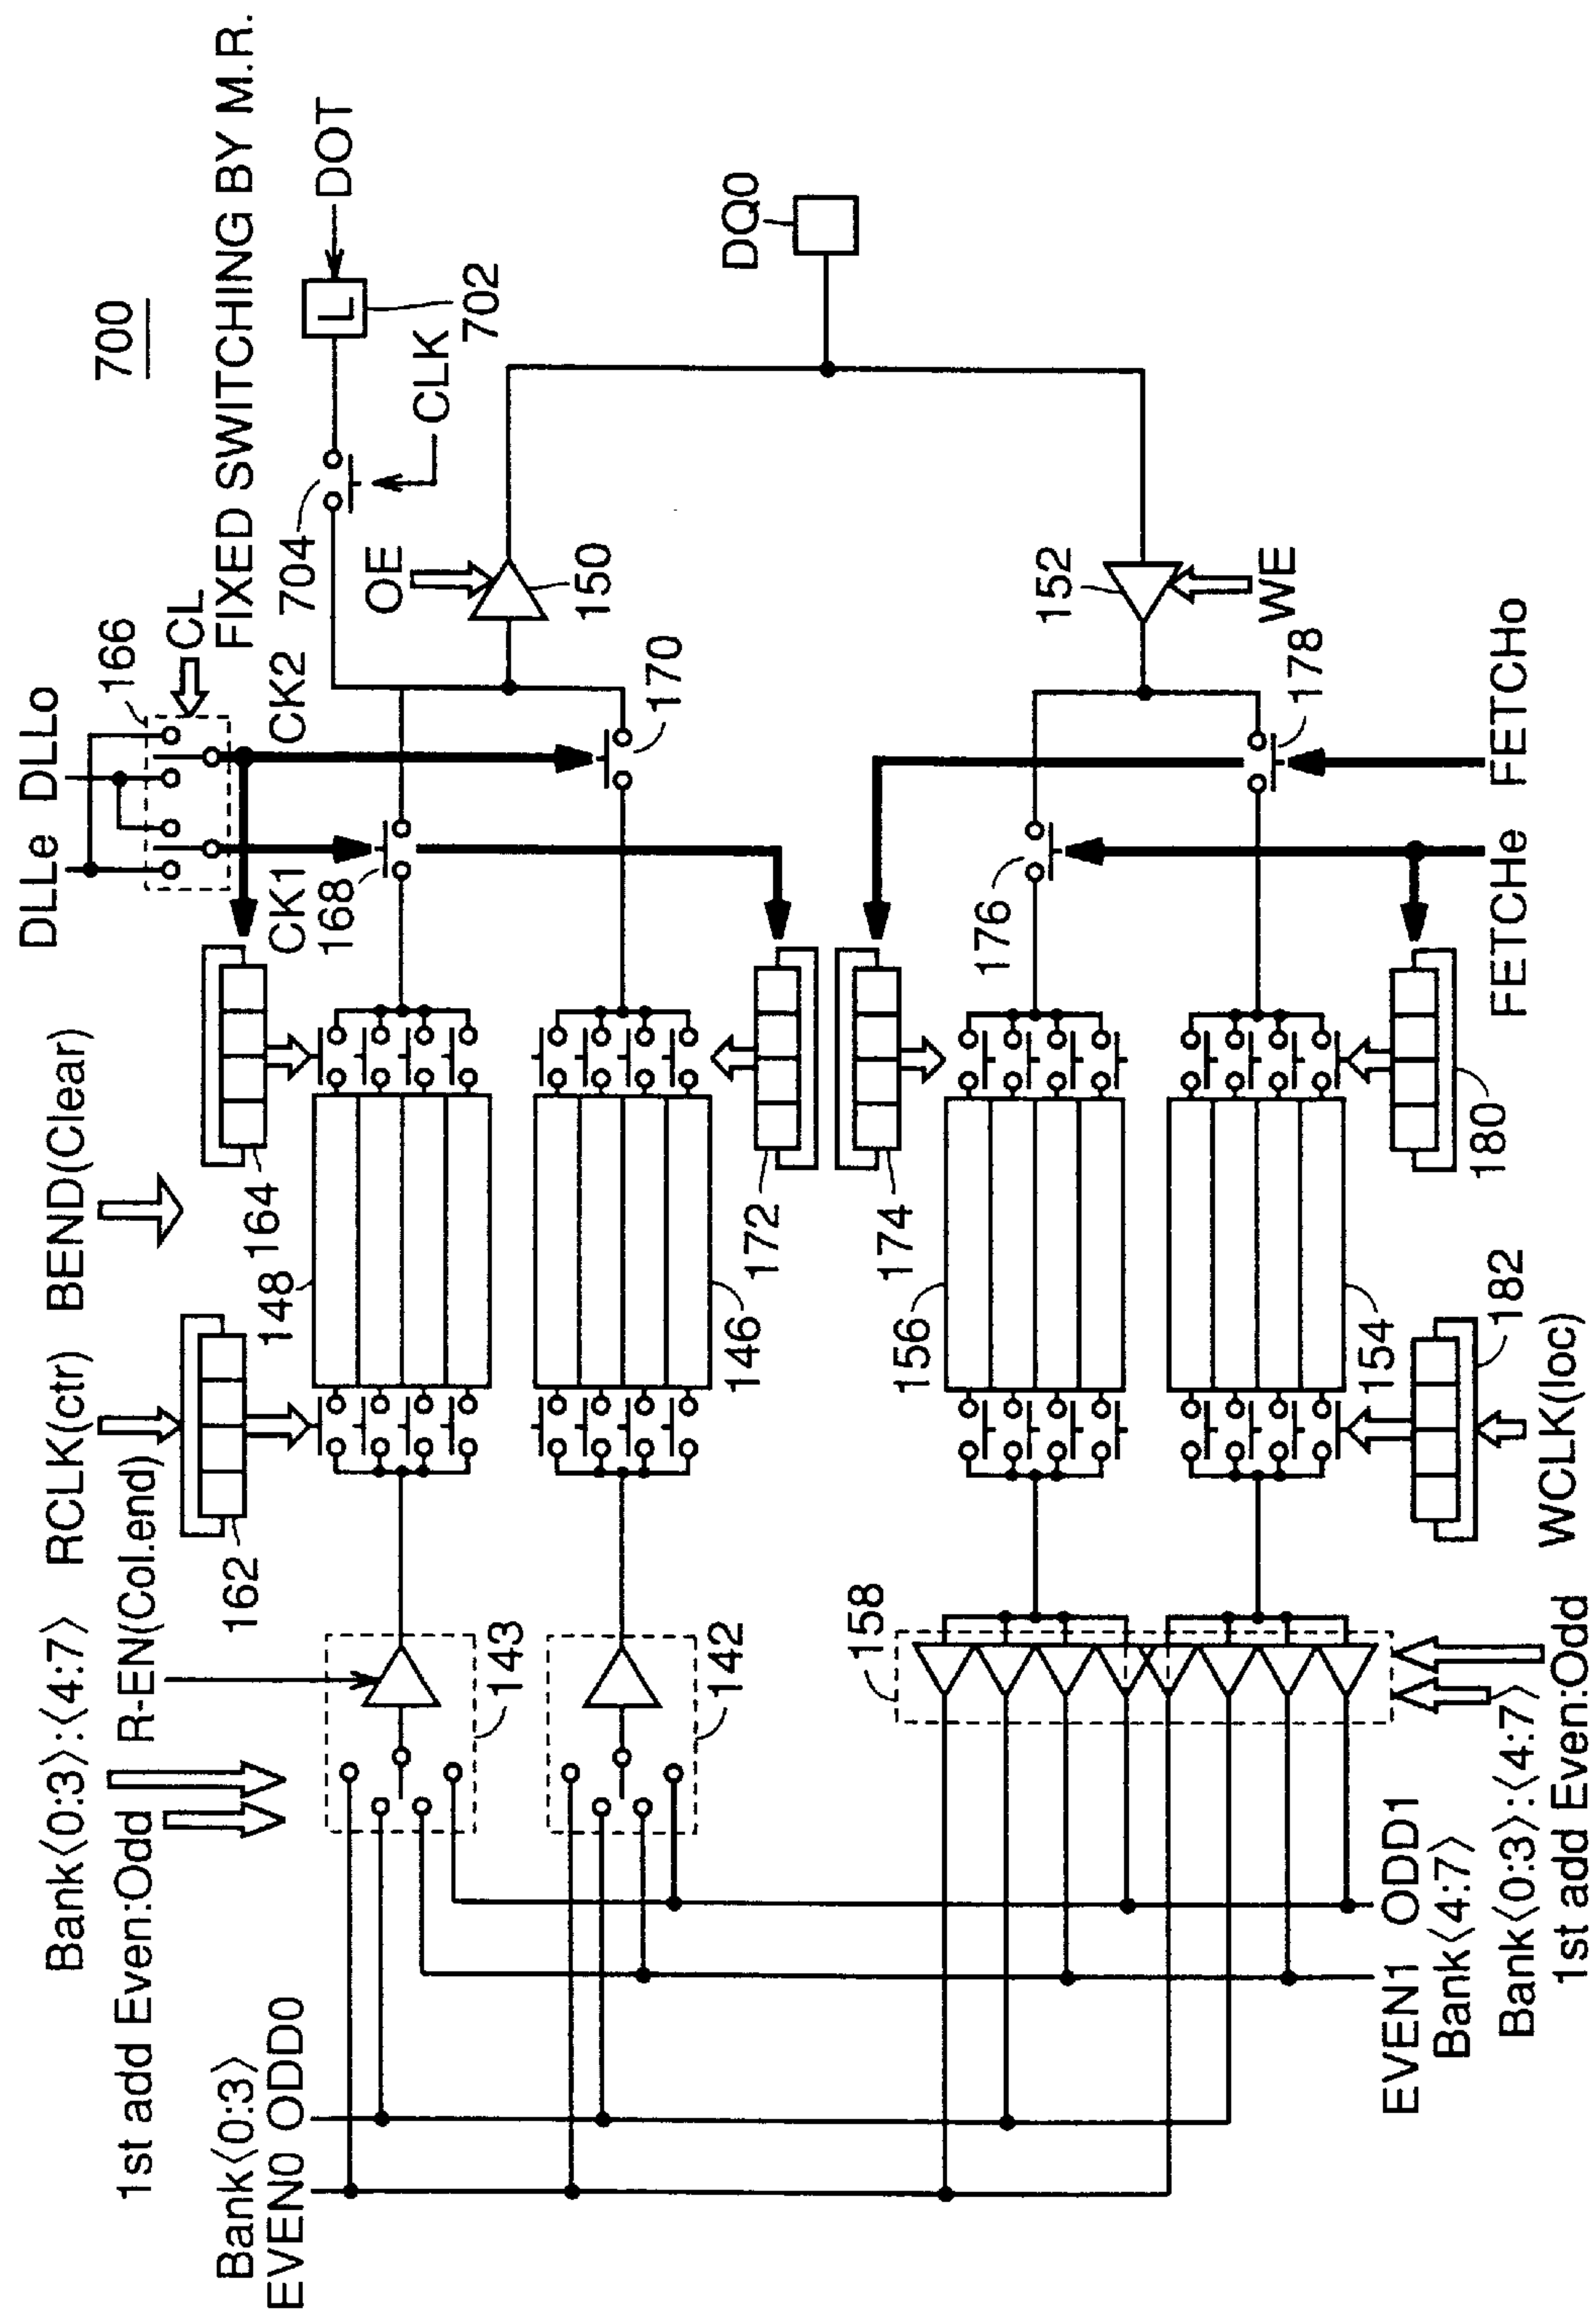 700
Bank⟨0:3⟩:⟨4:7⟩ RCLK(ctr) BEND(Clear)
DLLe DLLo
1st add Even:Odd R-EN(Col.end)
166
CL
FIXED SWITCHING BY M.R.
Bank⟨0:3⟩
EVEN0 ODD0
162
164
148
CK1
CK2
168
704
DOT
L
702
CLK
OE
150
143
142
146
170
172
DQ0
158
174
156
176
152
WE
178
154
182
180
EVEN1 ODD1
Bank⟨4:7⟩
FETCHe FETCHo
Bank⟨0:3⟩:⟨4:7⟩
WCLK(loc)
1st add Even:Odd